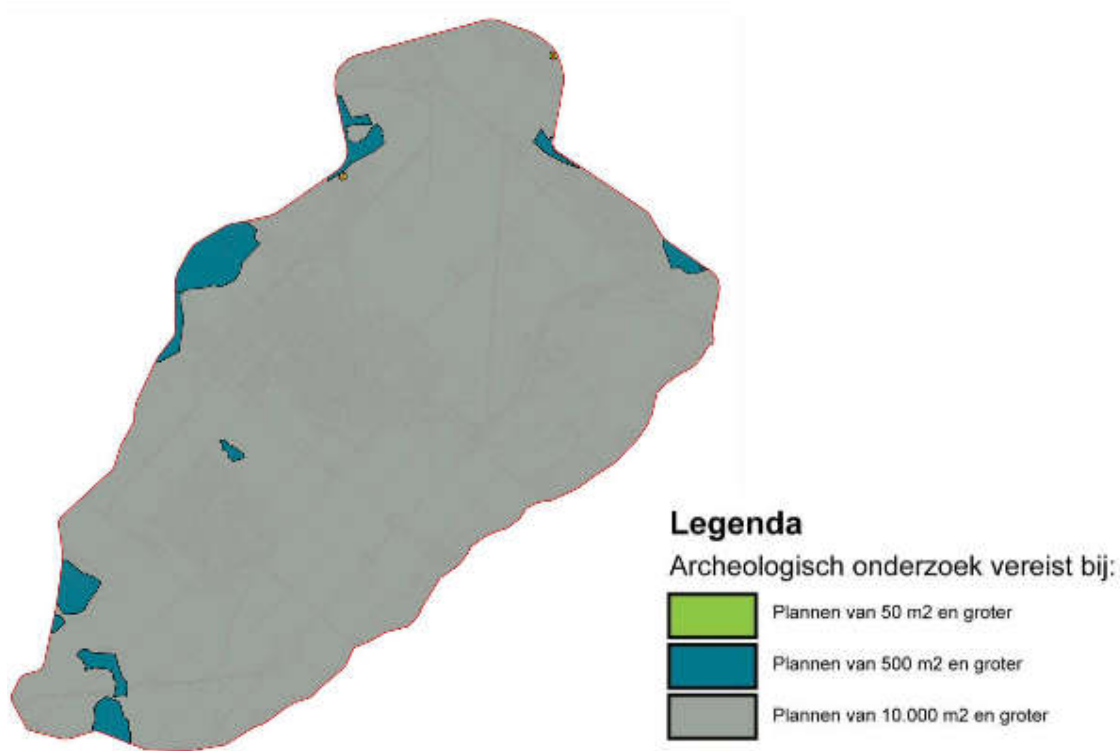 Legenda
Archeologisch onderzoek vereist bij:
Plannen van 50 m2 en groter
Plannen van 500 m2 en groter
Plannen van 10.000 m2 en groter